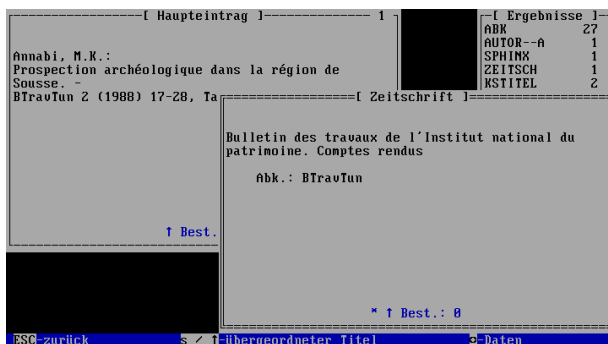 [ Haupteintrag ] 1
Annabi, M.K.:
Prospection archéologique dans la région de
Sousse. -
BTravTun 2 (1988) 17-28, Ta
↑ Best.
[ Ergebnisse ]
ABK 27
AUTOR--A 1
SPHINX 1
ZEITSCH 1
KSTITEL 2
[ Zeitschrift ]
Bulletin des travaux de l'Institut national du
patrimoine. Comptes rendus
Abk.: BTravTun
* ↑ Best.: 0
ESC-zurück s / ↑-übergeordneter Titel -Daten